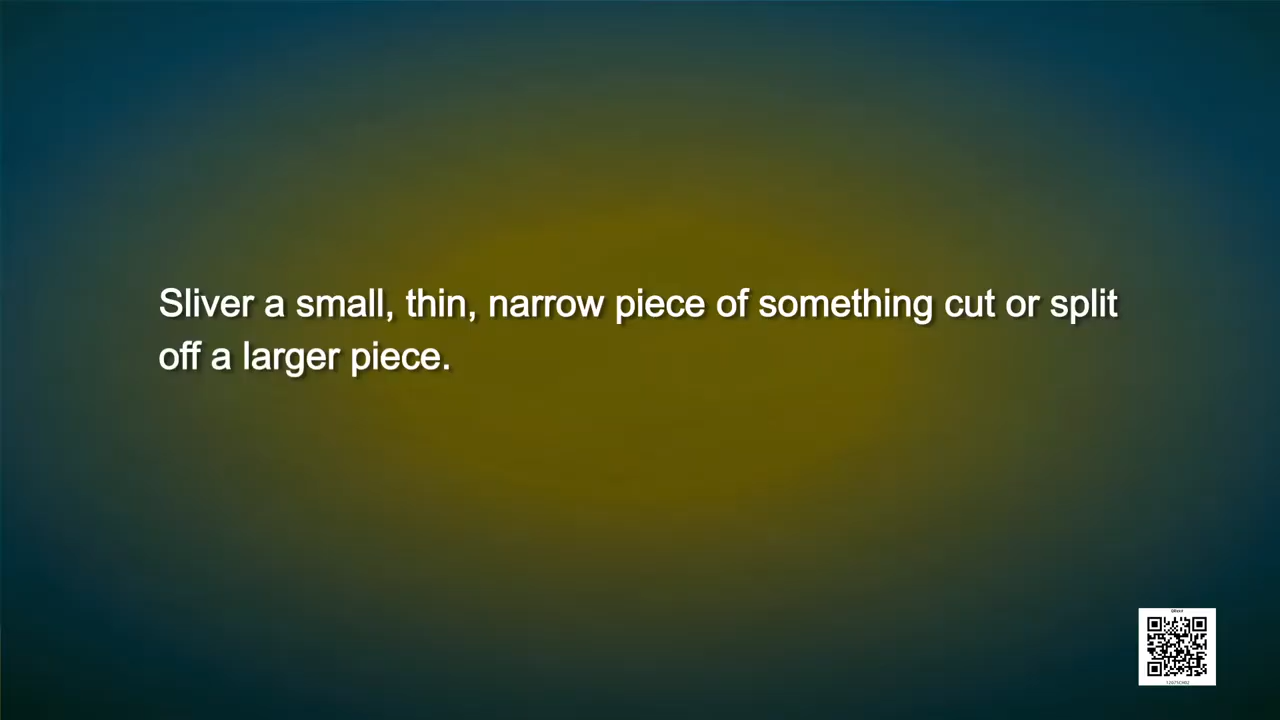 Sliver a small, thin, narrow piece of something cut or split
off a larger piece.